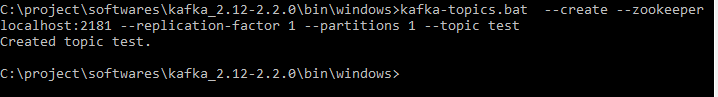 C:\project\softwares\kafka_2.12-2.2.0\bin\windows>kafka-topics.bat  --create --zookeeper
localhost:2181 --replication-factor 1 --partitions 1 --topic test
Created topic test.
C:\project\softwares\kafka_2.12-2.2.0\bin\windows>